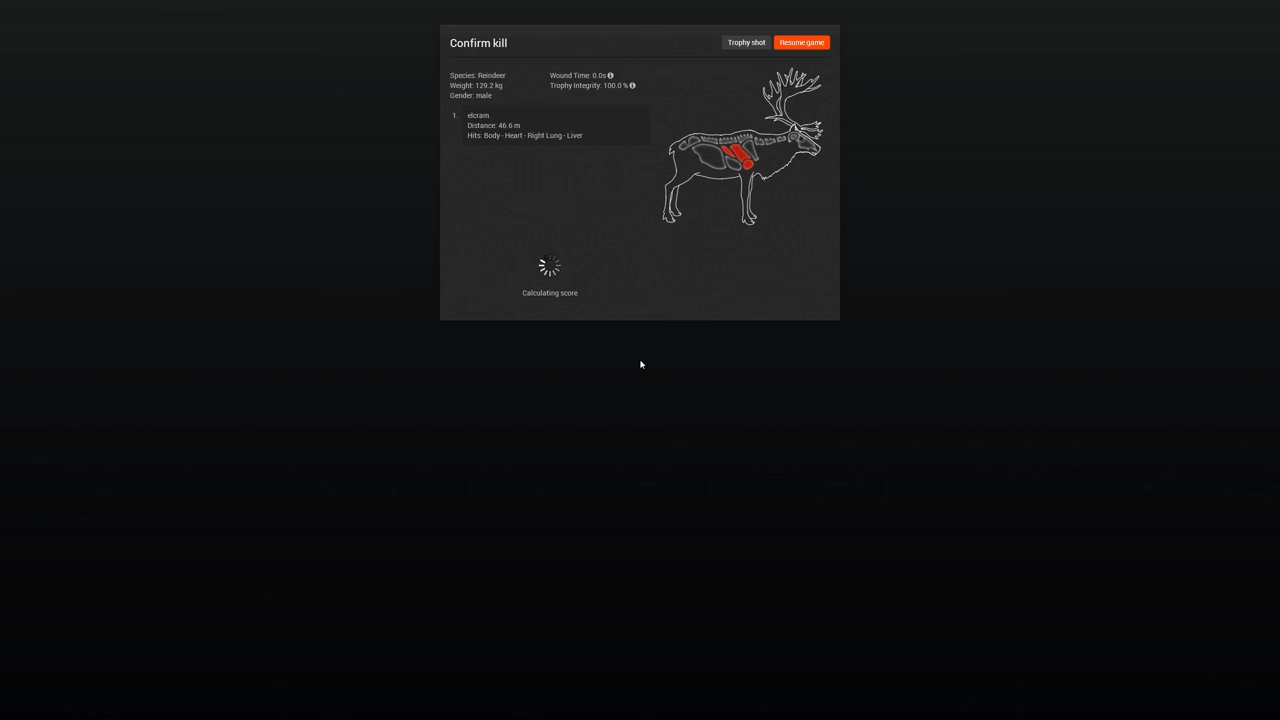 Confirm kill
Trophy shot
Resume game
Species: Reindeer
Weight: 129.2 kg
Gender: male
Wound Time: 0.0s
Trophy Integrity: 100.0 %
1. elcram
Distance: 46.6 m
Hits: Body - Heart - Right Lung - Liver
Calculating score